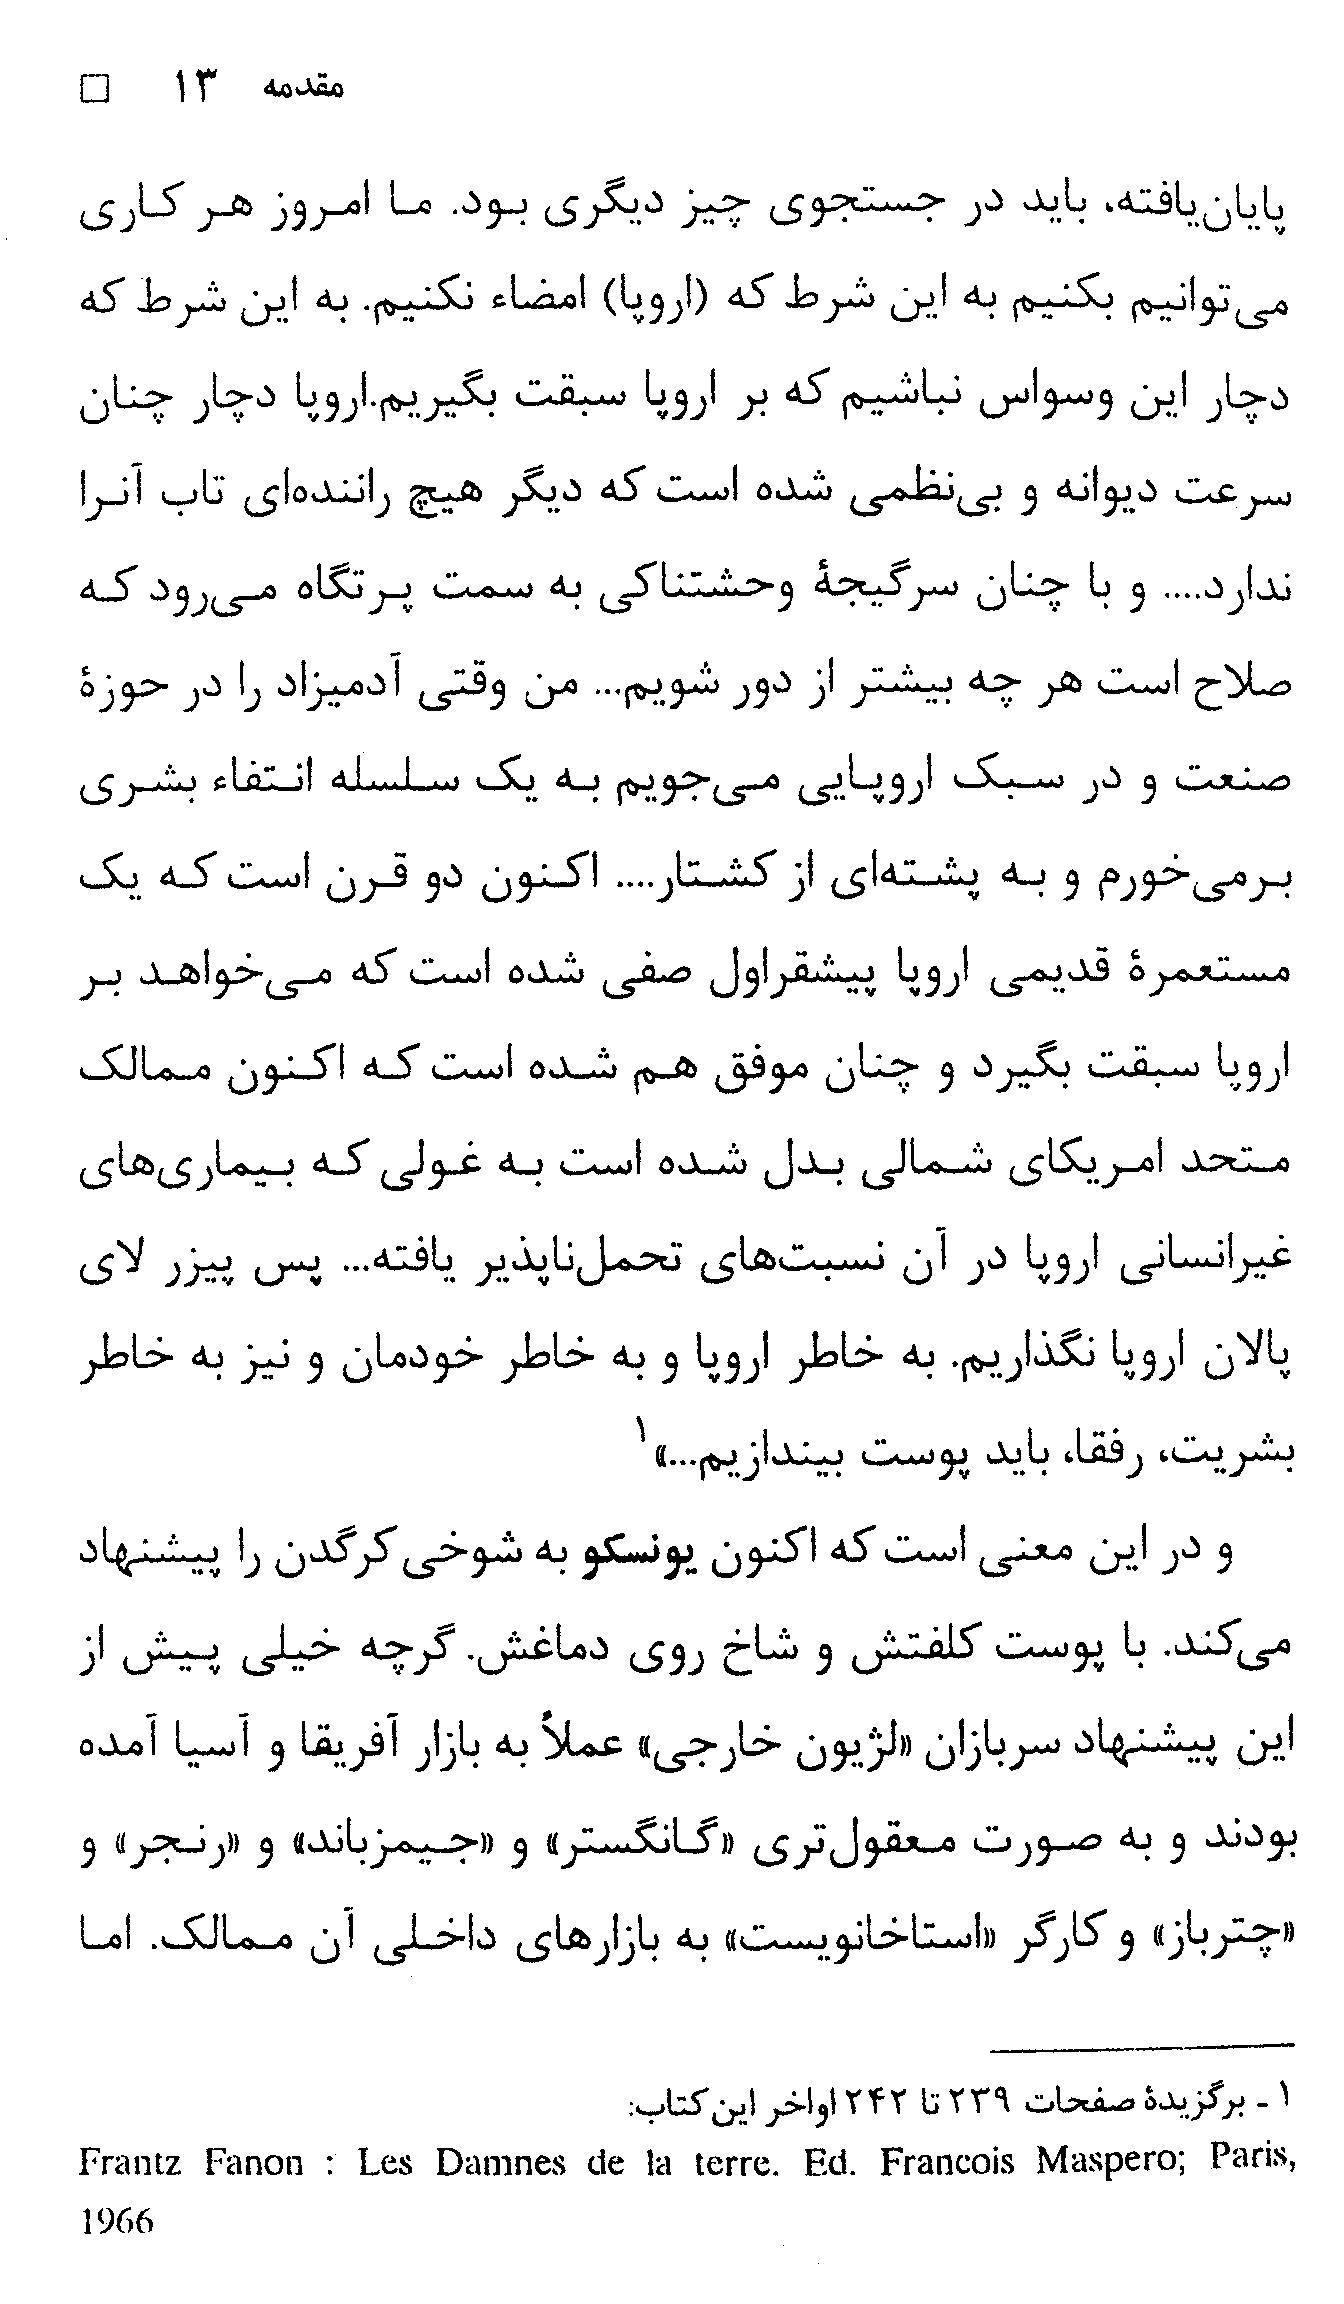 مقدمه ۱۳ □
پایان‌یافته، باید در جستجوی چیز دیگری بود. ما امروز هر کاری
می‌توانیم بکنیم به این شرط که (اروپا) امضاء نکنیم. به این شرط که
دچار این وسواس نباشیم که بر اروپا سبقت بگیریم.اروپا دچار چنان
سرعت دیوانه و بی‌نظمی شده است که دیگر هیچ راننده‌ای تاب آنرا
ندارد.... و با چنان سرگیجهٔ وحشتناکی به سمت پرتگاه می‌رود که
صلاح است هر چه بیشتر از دور شویم... من وقتی آدمیزاد را در حوزهٔ
صنعت و در سبک اروپایی می‌جویم به یک سلسله انتفاء بشری
برمی‌خورم و به پشته‌ای از کشتار.... اکنون دو قرن است که یک
مستعمرهٔ قدیمی اروپا پیشقراول صفی شده است که می‌خواهد بر
اروپا سبقت بگیرد و چنان موفق هم شده است که اکنون ممالک
متحد امریکای شمالی بدل شده است به غولی که بیماری‌های
غیرانسانی اروپا در آن نسبت‌های تحمل‌ناپذیر یافته... پس پیزر لای
پالان اروپا نگذاریم. به خاطر اروپا و به خاطر خودمان و نیز به خاطر
بشریت، رفقا، باید پوست بیندازیم...»۱
و در این معنی است که اکنون یونسکو به شوخی کرگدن را پیشنهاد
می‌کند. با پوست کلفتش و شاخ روی دماغش. گرچه خیلی پیش از
این پیشنهاد سربازان «لژیون خارجی» عملاً به بازار آفریقا و آسیا آمده
بودند و به صورت معقول‌تری «گانگستر» و «جیمزباند» و «رنجر» و
«چترباز» و کارگر «استاخانویست» به بازارهای داخلی آن ممالک. اما
۱ - برگزیدهٔ صفحات ۲۳۹ تا ۲۴۲ اواخر این کتاب:
Frantz Fanon : Les Damnes de la terre. Ed. Francois Maspero; Paris,
1966